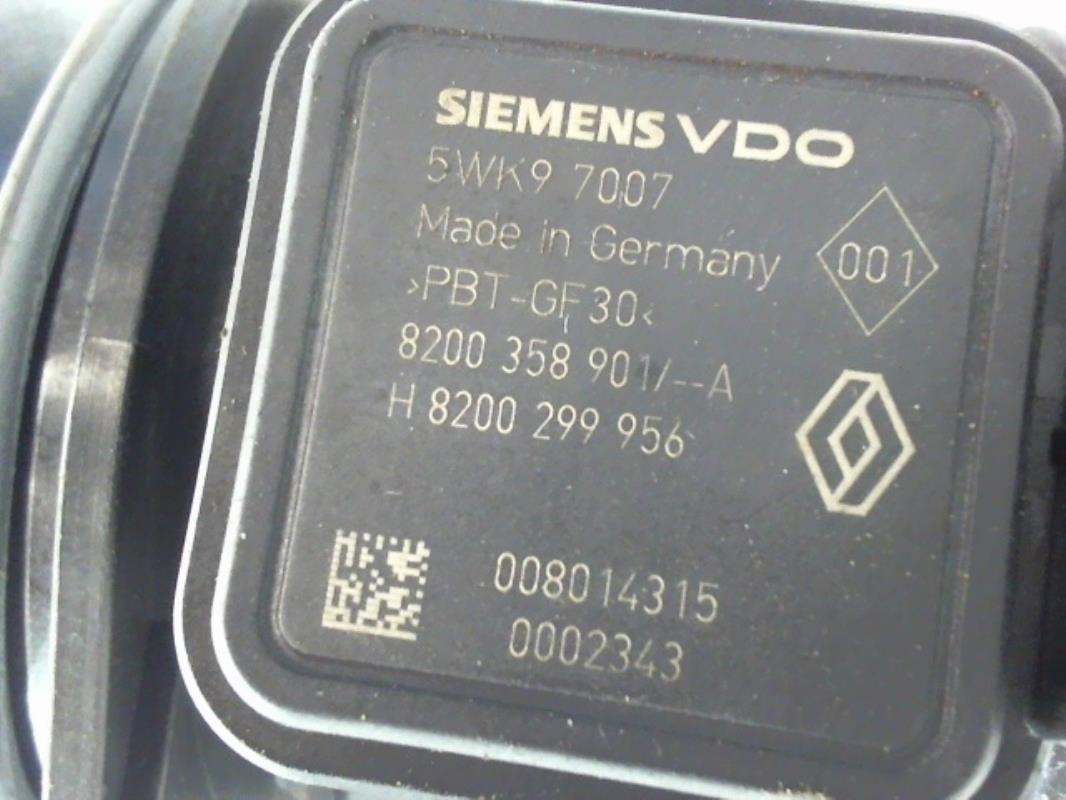 SIEMENS VDO
5WK9 7007
Made in Germany
001
>PBT-GF30<
8200 358 901/--A
H 8200 299 956
008014315
0002343